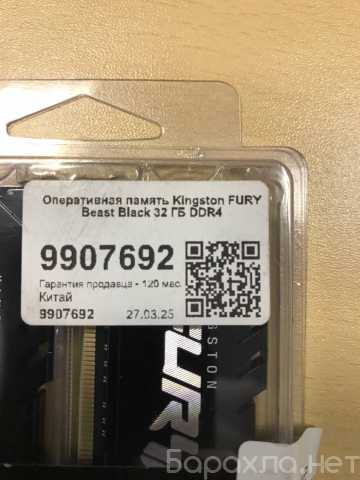 Оперативная память Kingston FURY
Beast Black 32 ГБ DDR4
9907692
Гарантия продавца - 120 мес.
Китай
9907692 27.03.25
FURY
KINGSTON
Барахла.Нет